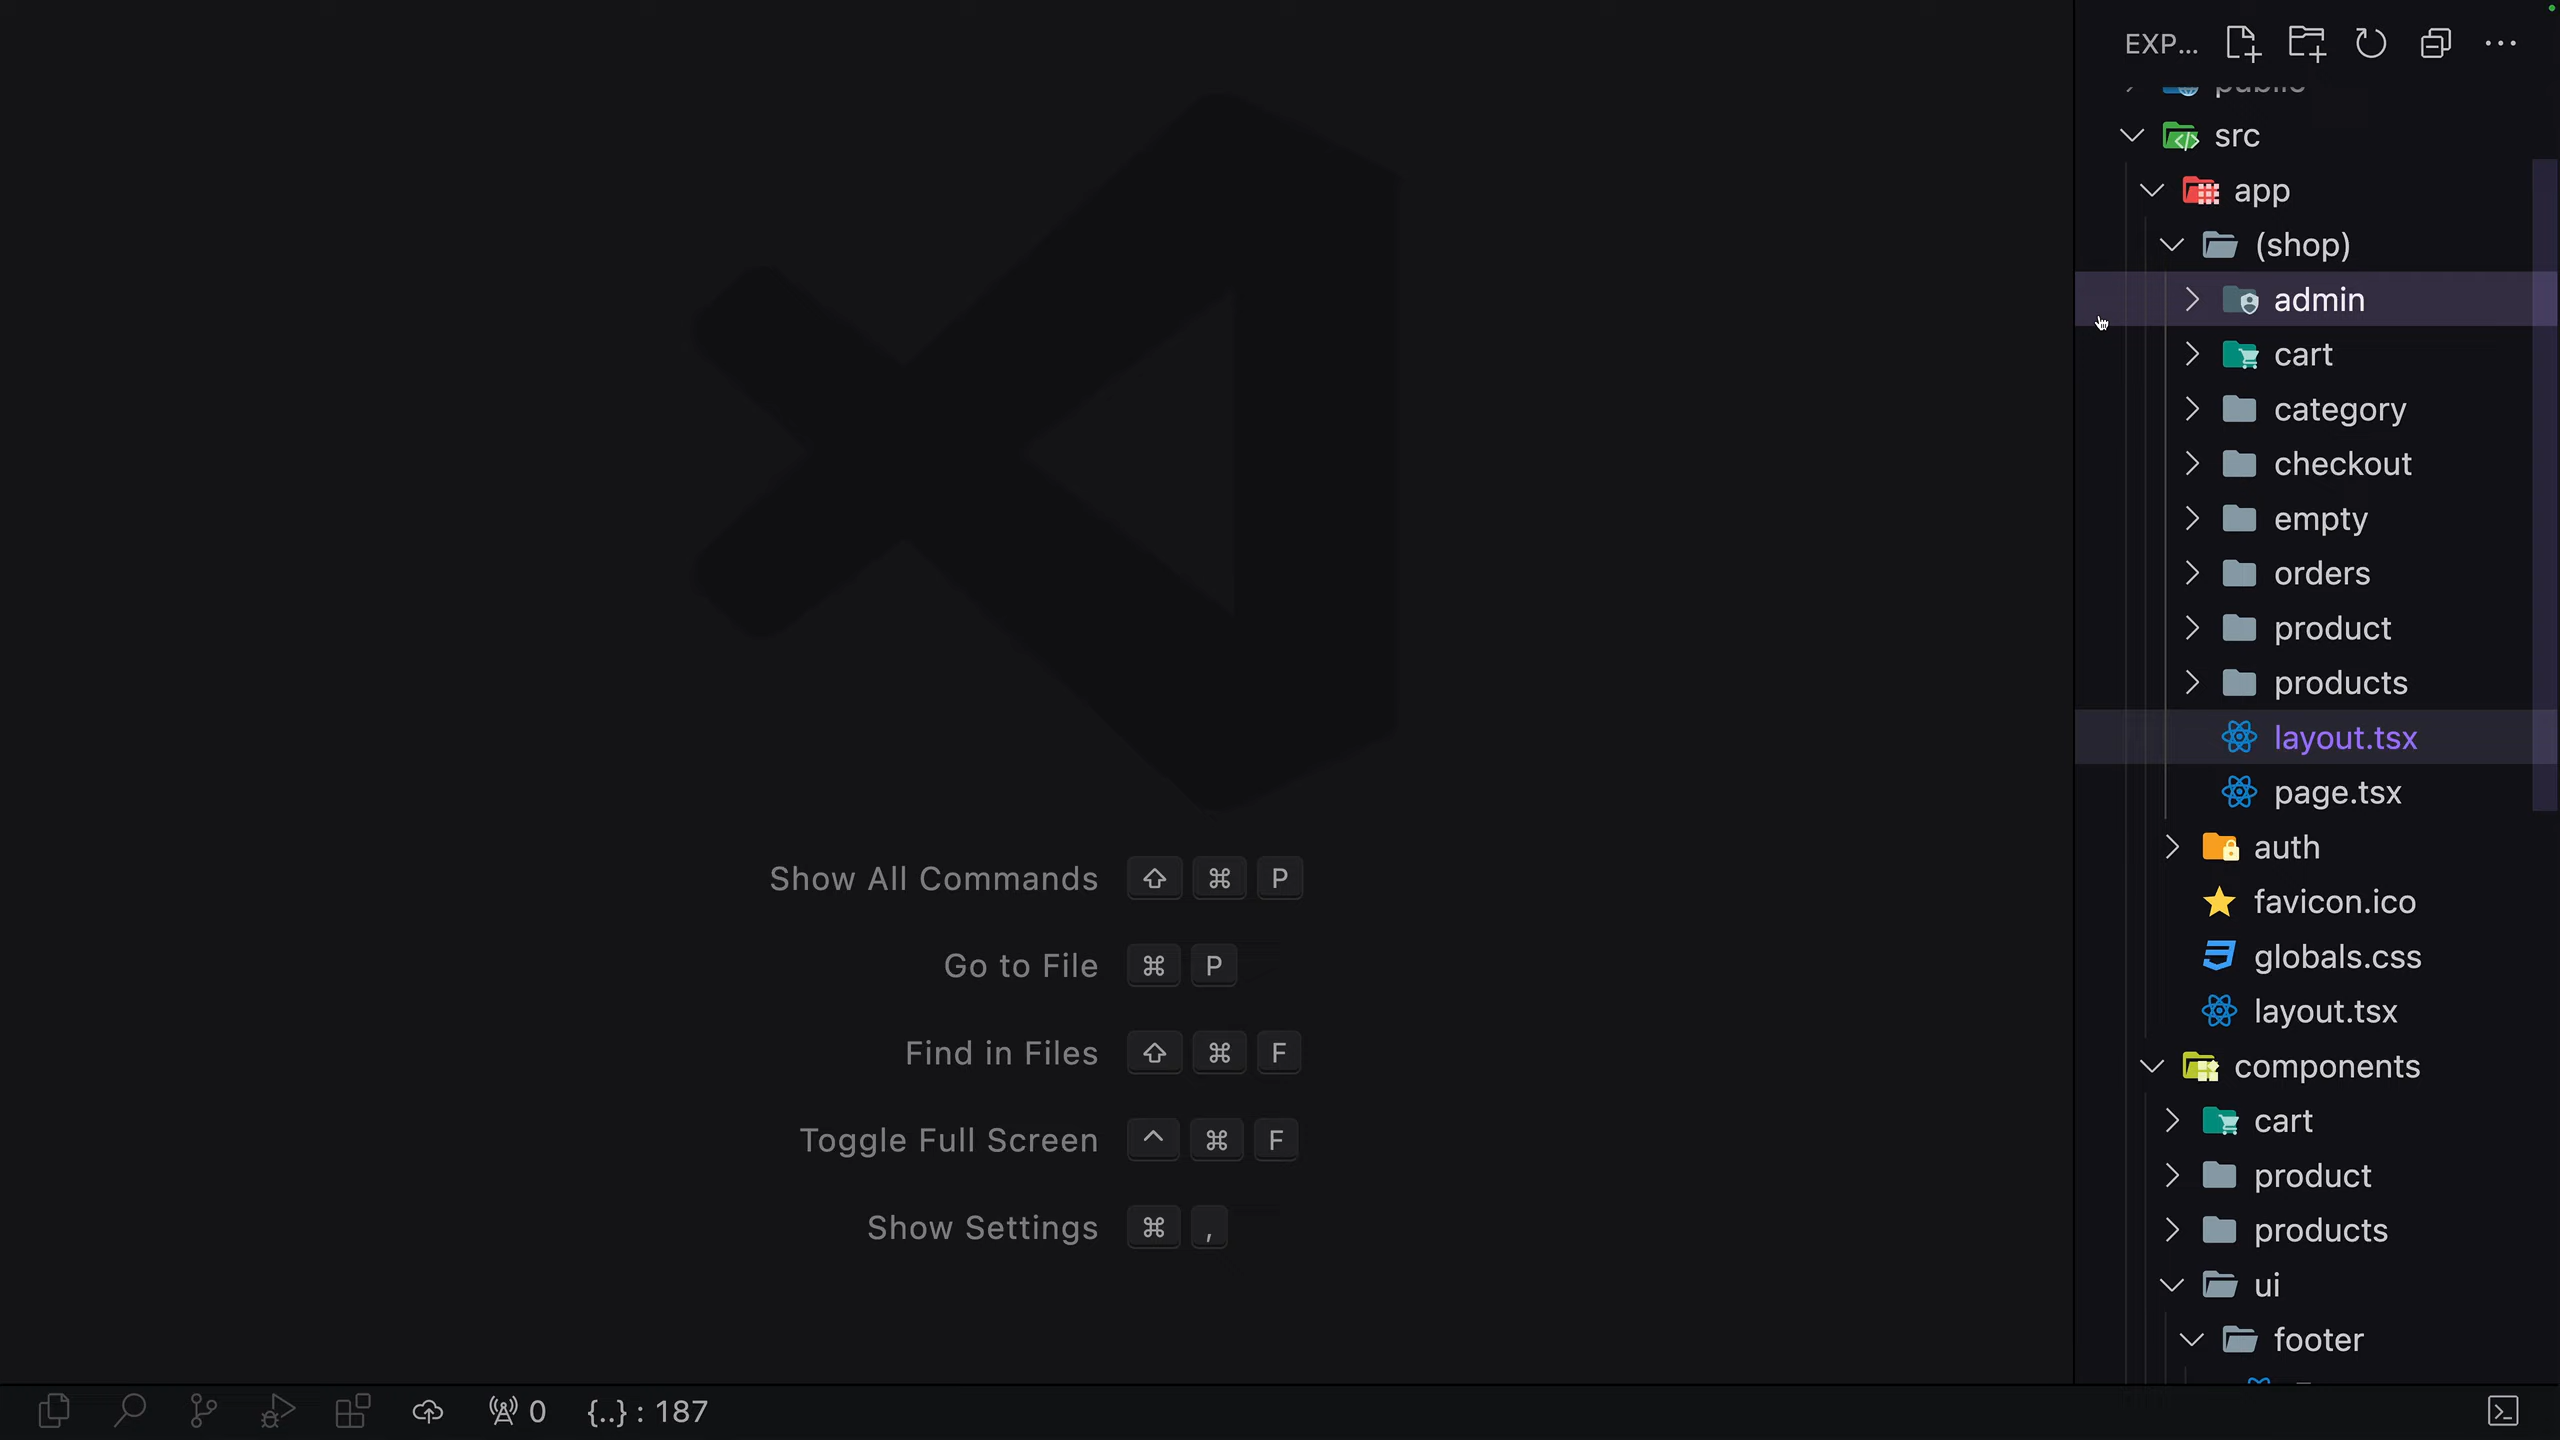 EXP...
public
src
app
(shop)
admin
cart
category
checkout
empty
orders
product
products
layout.tsx
page.tsx
auth
favicon.ico
globals.css
layout.tsx
components
cart
product
products
ui
footer
Show All Commands ⇧ ⌘ P
Go to File ⌘ P
Find in Files ⇧ ⌘ F
Toggle Full Screen ^ ⌘ F
Show Settings ⌘ ,
0
{..} : 187